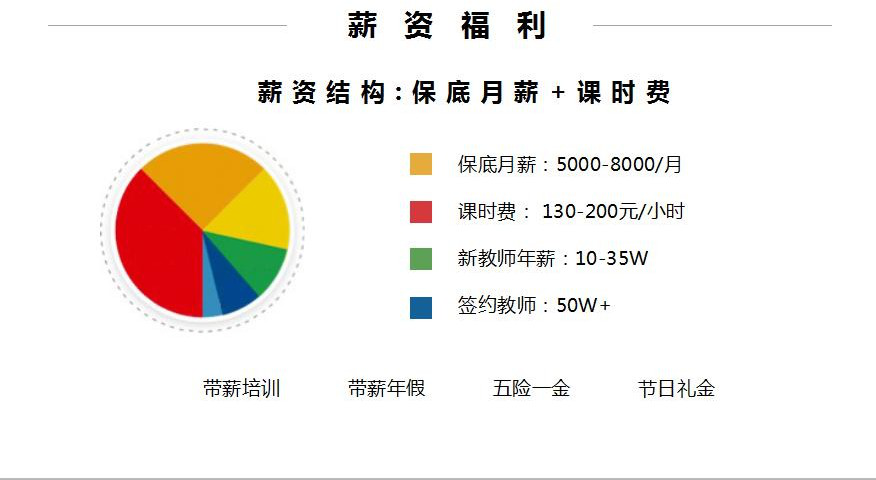 薪资福利
薪资结构:保底月薪+课时费
保底月薪：5000-8000/月
课时费： 130-200元/小时
新教师年薪：10-35W
签约教师：50W+
带薪培训 带薪年假 五险一金 节日礼金